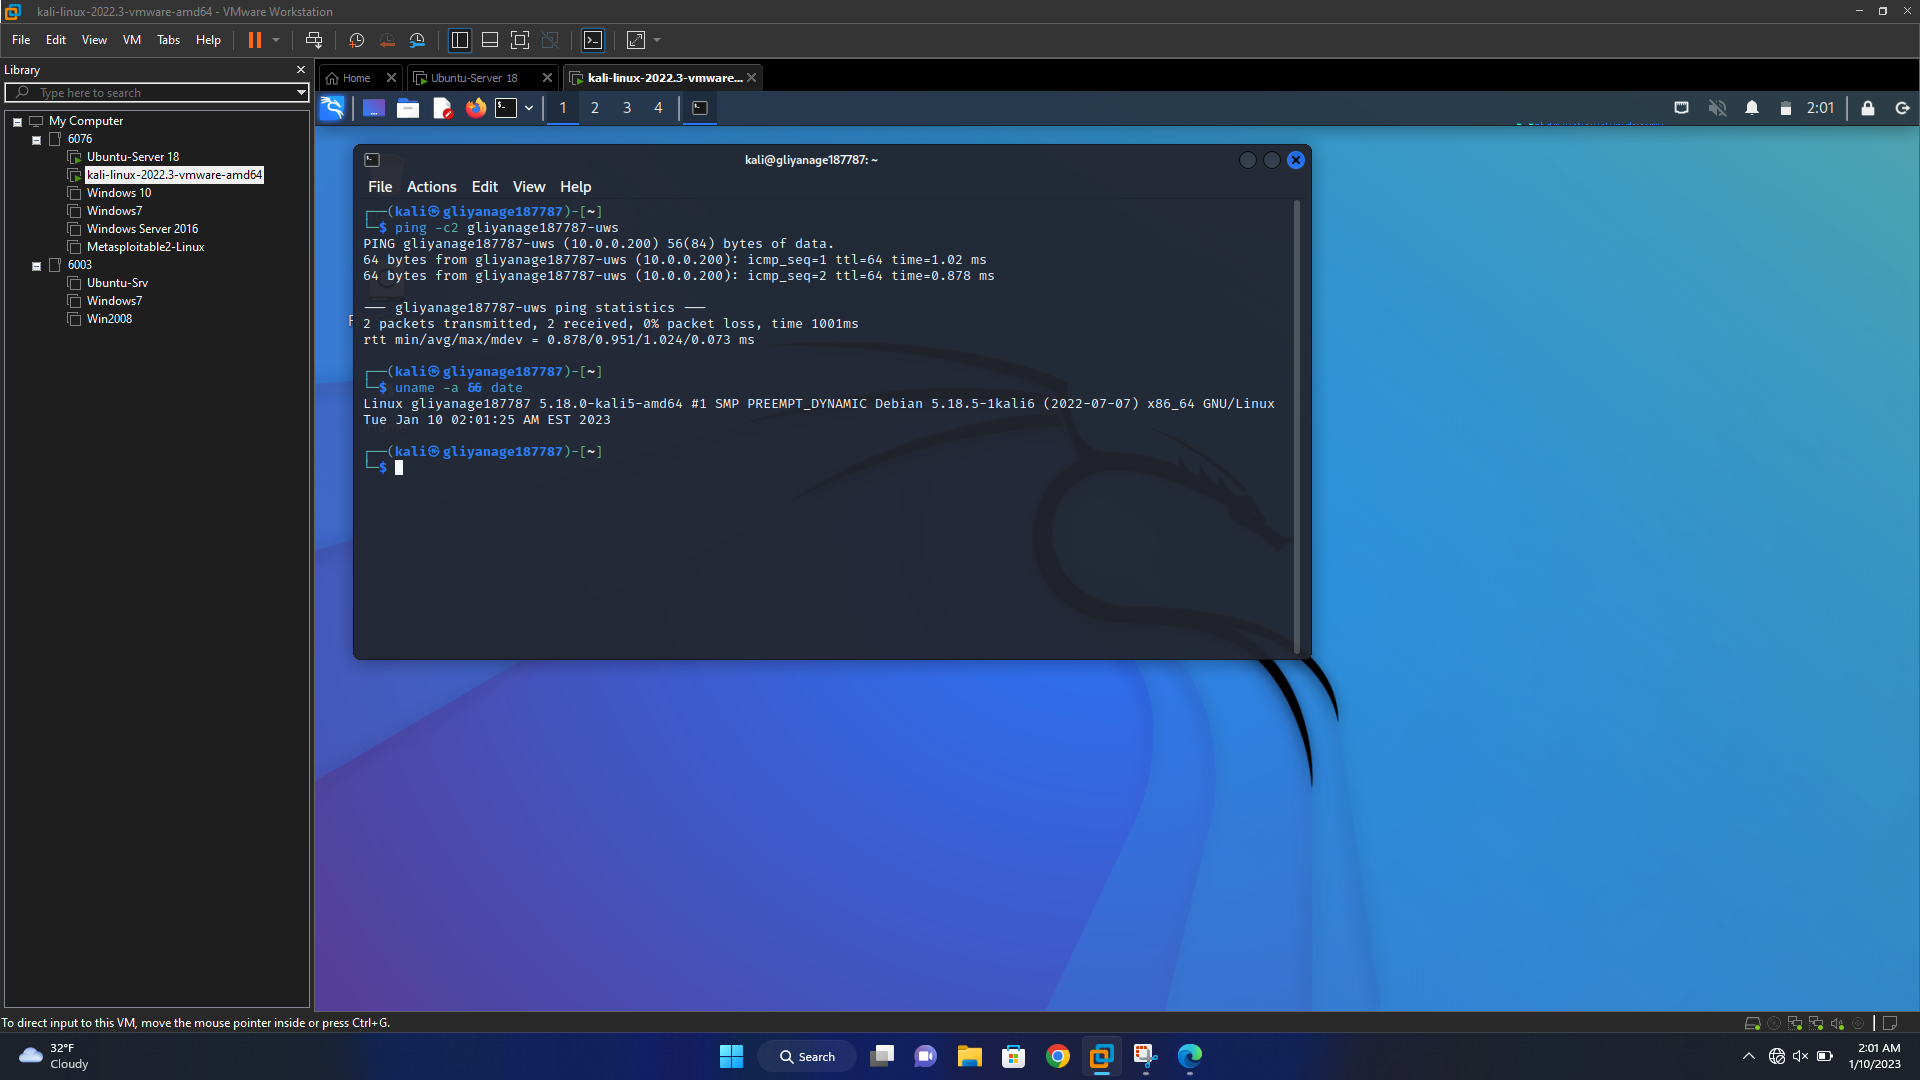 kali-linux-2022.3-vmware-amd64 - VMware Workstation
File Edit View VM Tabs Help
Library
Type here to search
My Computer
6076
Ubuntu-Server 18
kali-linux-2022.3-vmware-amd64
Windows 10
Windows7
Windows Server 2016
Metasploitable2-Linux
6003
Ubuntu-Srv
Windows7
Win2008
Home
Ubuntu-Server 18
kali-linux-2022.3-vmware...
1 2 3 4
2:01
kali@gliyanage187787: ~
File Actions Edit View Help
┌──(kali㉿gliyanage187787)-[~]
└─$ ping -c2 gliyanage187787-uws
PING gliyanage187787-uws (10.0.0.200) 56(84) bytes of data.
64 bytes from gliyanage187787-uws (10.0.0.200): icmp_seq=1 ttl=64 time=1.02 ms
64 bytes from gliyanage187787-uws (10.0.0.200): icmp_seq=2 ttl=64 time=0.878 ms
--- gliyanage187787-uws ping statistics ---
2 packets transmitted, 2 received, 0% packet loss, time 1001ms
rtt min/avg/max/mdev = 0.878/0.951/1.024/0.073 ms
┌──(kali㉿gliyanage187787)-[~]
└─$ uname -a && date
Linux gliyanage187787 5.18.0-kali5-amd64 #1 SMP PREEMPT_DYNAMIC Debian 5.18.5-1kali6 (2022-07-07) x86_64 GNU/Linux
Tue Jan 10 02:01:25 AM EST 2023
┌──(kali㉿gliyanage187787)-[~]
└─$
To direct input to this VM, move the mouse pointer inside or press Ctrl+G.
32°F
Cloudy
Search
2:01 AM
1/10/2023